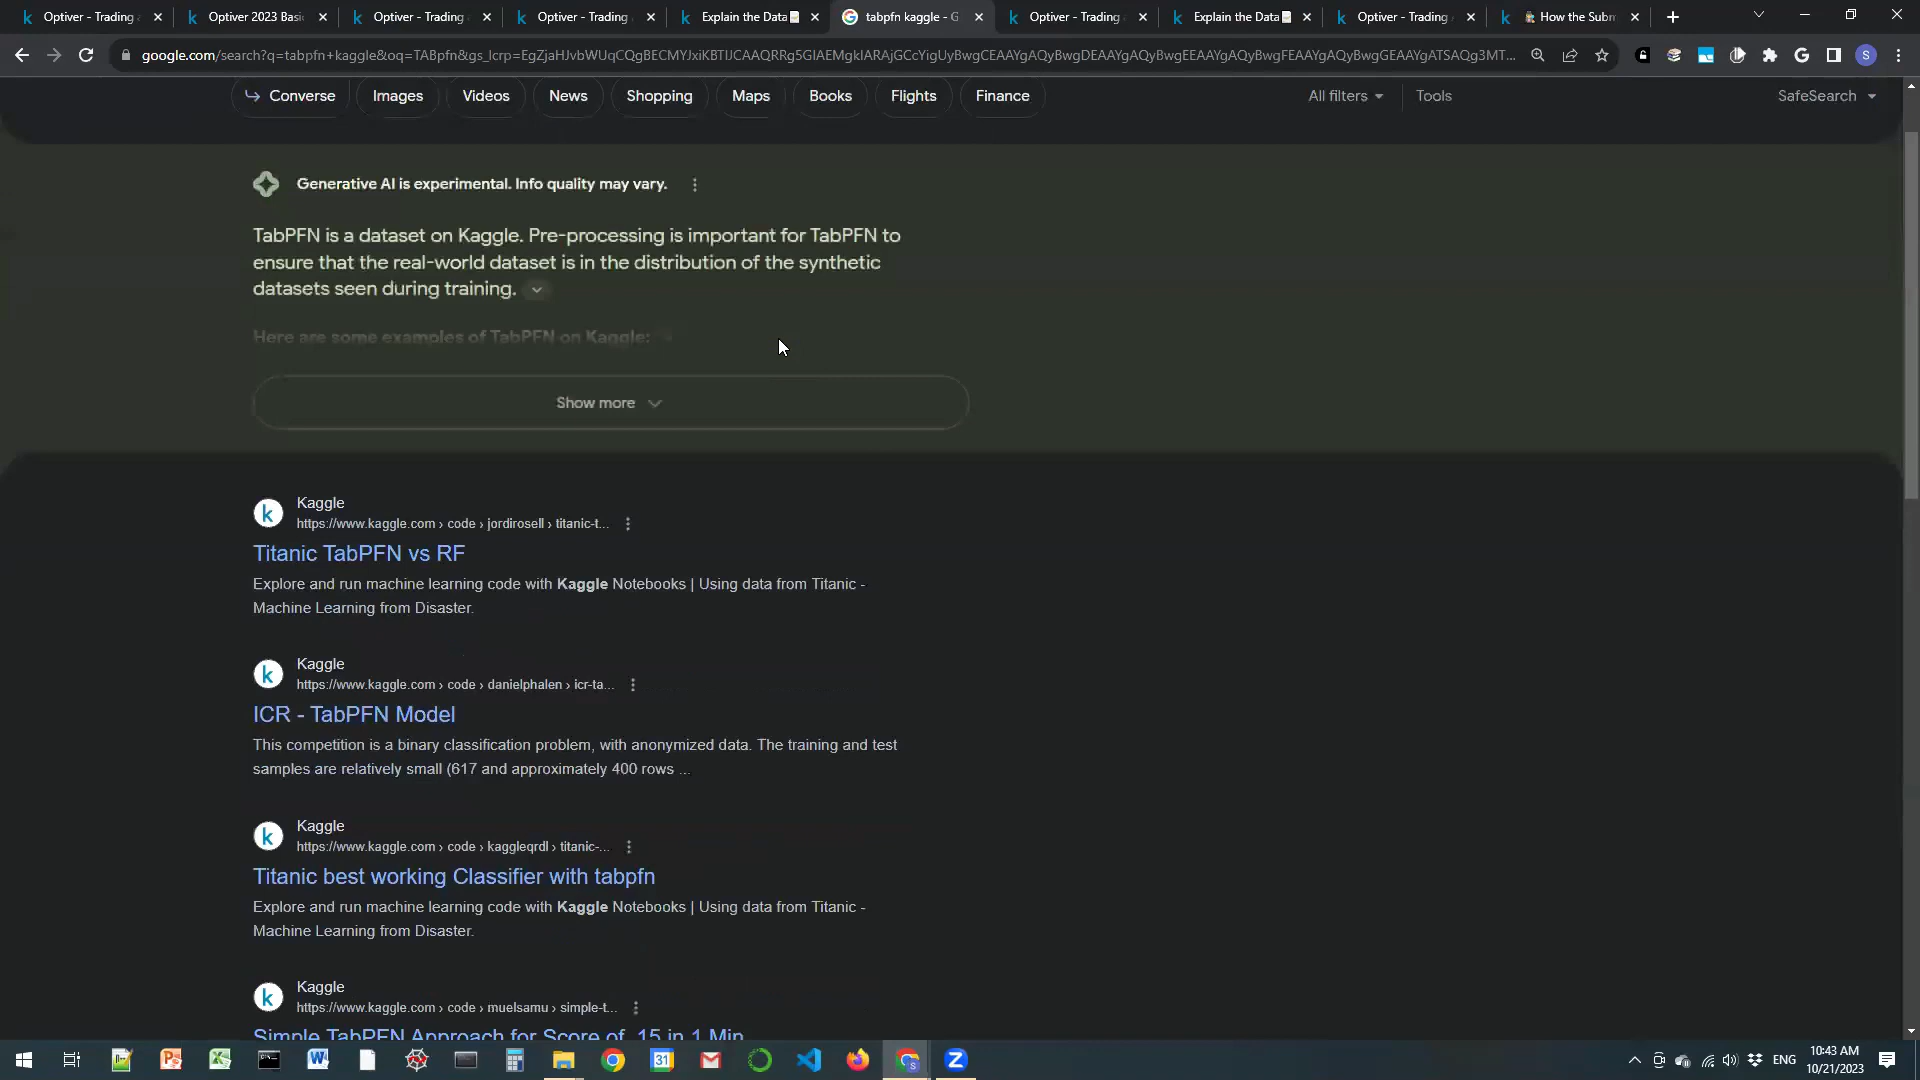 Optiver - Trading
Optiver 2023 Basi
Optiver - Trading
Optiver - Trading
Explain the Data
tabpfn kaggle - G
Optiver - Trading
Explain the Data
Optiver - Trading
How the Subm
google.com/search?q=tabpfn+kaggle&oq=TABpfn&gs_lcrp=
Converse
Images
Videos
News
Shopping
Maps
Books
Flights
Finance
All filters
Tools
SafeSearch
Generative AI is experimental. Info quality may vary.
TabPFN is a dataset on Kaggle. Pre-processing is important for TabPFN to
ensure that the real-world dataset is in the distribution of the synthetic
datasets seen during training.
Here are some examples of TabPFN on Kaggle:
Show more
Kaggle
https://www.kaggle.com › code › jordirosell › titanic-t...
Titanic TabPFN vs RF
Explore and run machine learning code with Kaggle Notebooks | Using data from Titanic -
Machine Learning from Disaster.
Kaggle
https://www.kaggle.com › code › danielphalen › icr-ta...
ICR - TabPFN Model
This competition is a binary classification problem, with anonymized data. The training and test
samples are relatively small (617 and approximately 400 rows ...
Kaggle
https://www.kaggle.com › code › kaggleqrdl › titanic-...
Titanic best working Classifier with tabpfn
Explore and run machine learning code with Kaggle Notebooks | Using data from Titanic -
Machine Learning from Disaster.
Kaggle
https://www.kaggle.com › code › muelsamu › simple-t...
Simple TabPFN Approach for Score of .15 in 1 Min
ENG
10:43 AM
10/21/2023